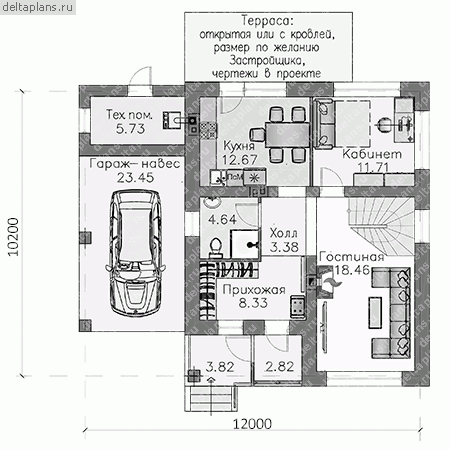 deltaplans.ru
Терраса:
открытая или с кровлей,
размер по желанию
Застройщика,
чертежи в проекте
Тех.пом.
5.73
Кухня
12.67
ПММ
Кабинет
11.71
Гараж-навес
23.45
4.64
Холл
3.38
Гостиная
18.46
Прихожая
8.33
3.82
2.82
10200
12000